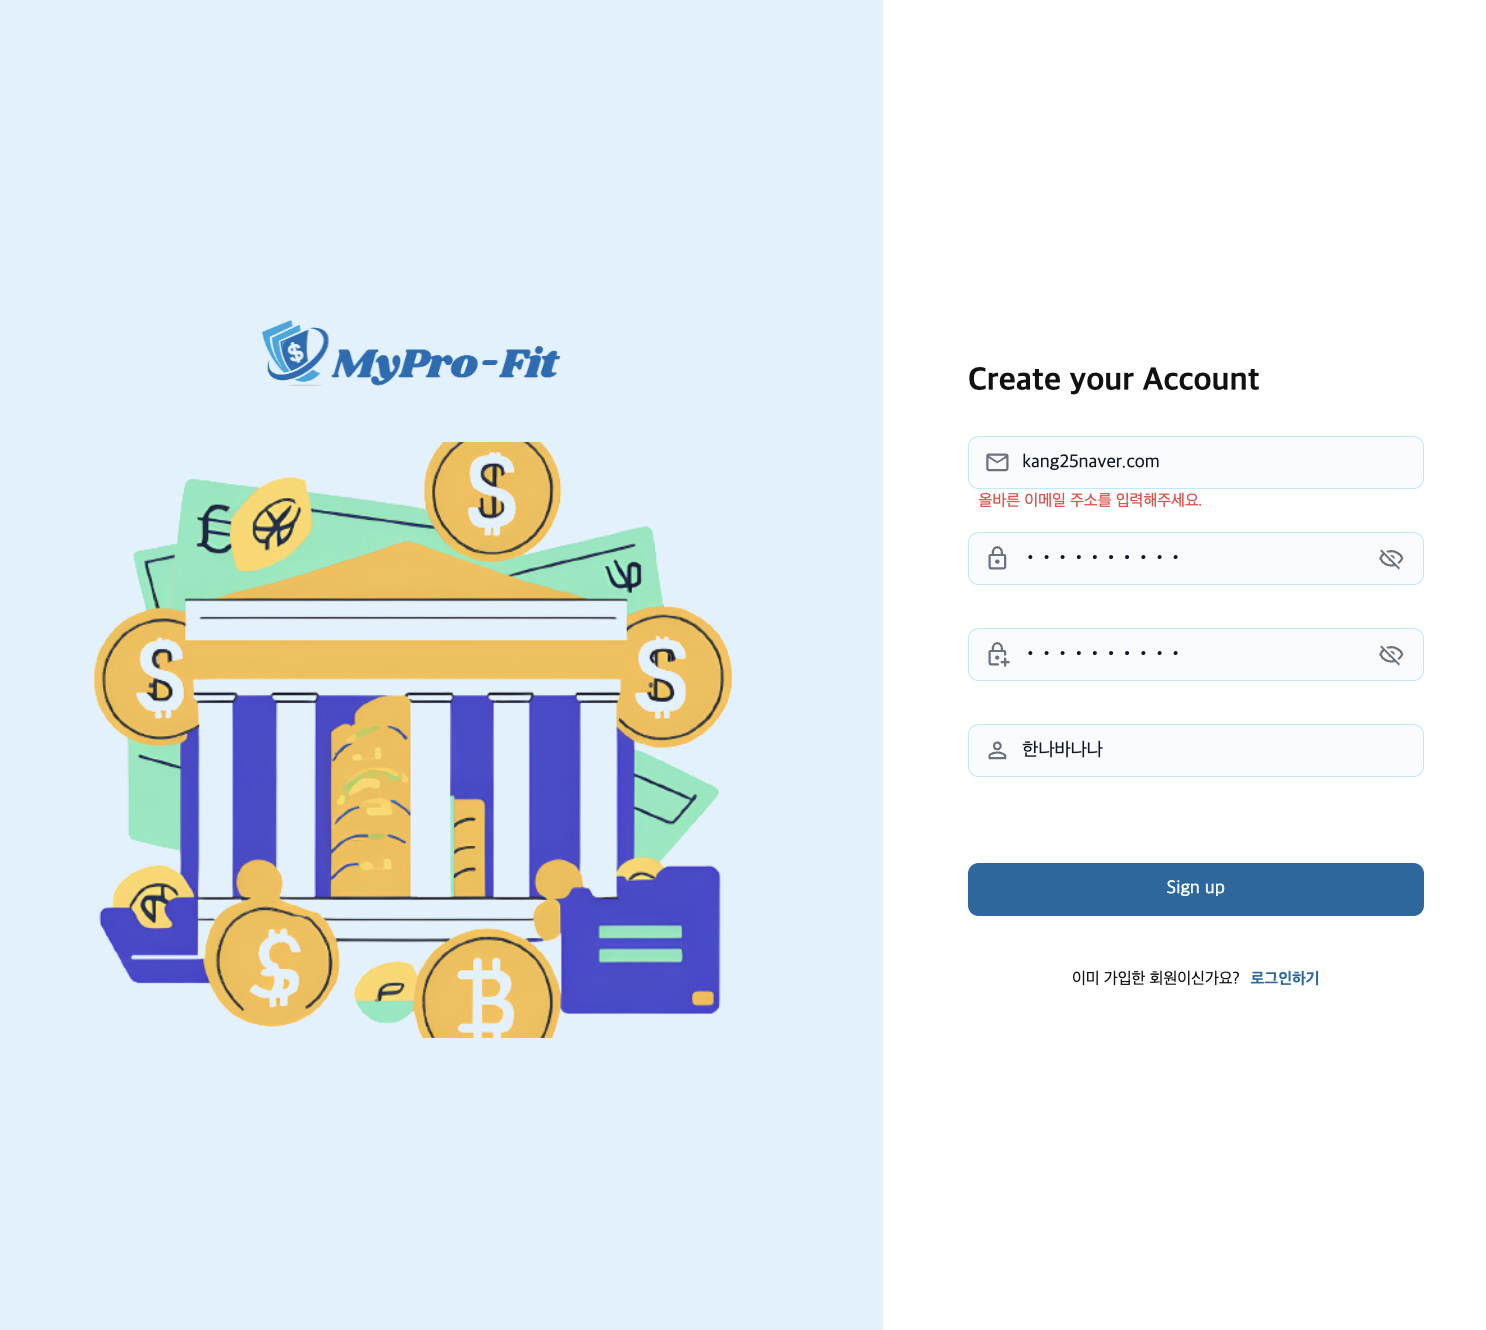 MyPro-Fit
Create your Account
kang25naver.com
올바른 이메일 주소를 입력해주세요.
••••••••••
••••••••••
한나바나나
Sign up
이미 가입한 회원이신가요? 로그인하기